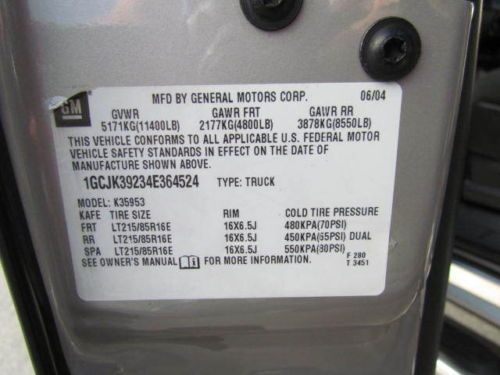 MFD BY GENERAL MOTORS CORP. 06/04
GM
GVWR GAWR FRT GAWR RR
5171KG(11400LB) 2177KG(4800LB) 3878KG(8550LB)
THIS VEHICLE CONFORMS TO ALL APPLICABLE U.S. FEDERAL MOTOR
VEHICLE SAFETY STANDARDS IN EFFECT ON THE DATE OF
MANUFACTURE SHOWN ABOVE.
1GCJK39234E364524 TYPE: TRUCK
MODEL: K35953
KAFE TIRE SIZE RIM COLD TIRE PRESSURE
FRT LT215/85R16E 16X6.5J 480KPA(70PSI)
RR LT215/85R16E 16X6.5J 450KPA(65PSI) DUAL
SPA LT215/85R16E 16X6.5J 550KPA(80PSI)
SEE OWNER'S MANUAL FOR MORE INFORMATION. F 280
T 3451